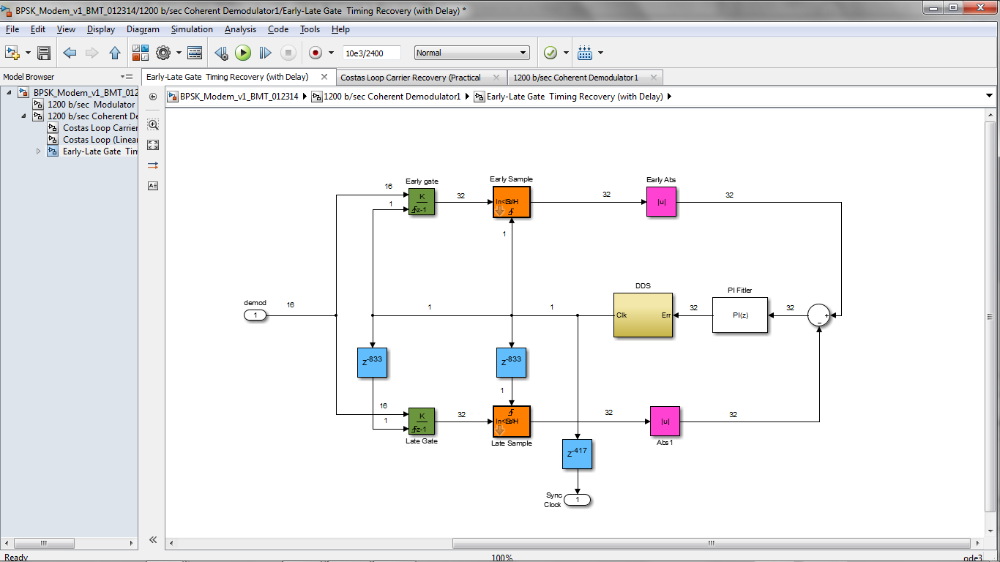 BPSK_Modem_v1_BMT_012314/1200 b/sec Coherent Demodulator1/Early-Late Gate Timing Recovery (with Delay) *
File Edit View Display Diagram Simulation Analysis Code Tools Help
10e3/2400
Normal
Model Browser
Early-Late Gate Timing Recovery (with Delay)
Costas Loop Carrier Recovery (Practical
1200 b/sec Coherent Demodulator1
BPSK_Modem_v1_BMT_012
1200 b/sec Modulator
1200 b/sec Coherent De
Costas Loop Carrier
Costas Loop (Linear
Early-Late Gate Tim
BPSK_Modem_v1_BMT_012314
1200 b/sec Coherent Demodulator1
Early-Late Gate Timing Recovery (with Delay)
Early gate
Early Sample
Early Abs
16
K
z-1
1
32
In
S/H
32
|u|
32
1
DDS
PI Fitler
demod
1
16
1
1
Clk
Err
32
PI(z)
32
+
−
z-833
z-833
1
16
1
K
z-1
Late Gate
32
In
S/H
Late Sample
32
|u|
Abs1
32
z-417
Sync
Clock
1
Ready
100%
ode3